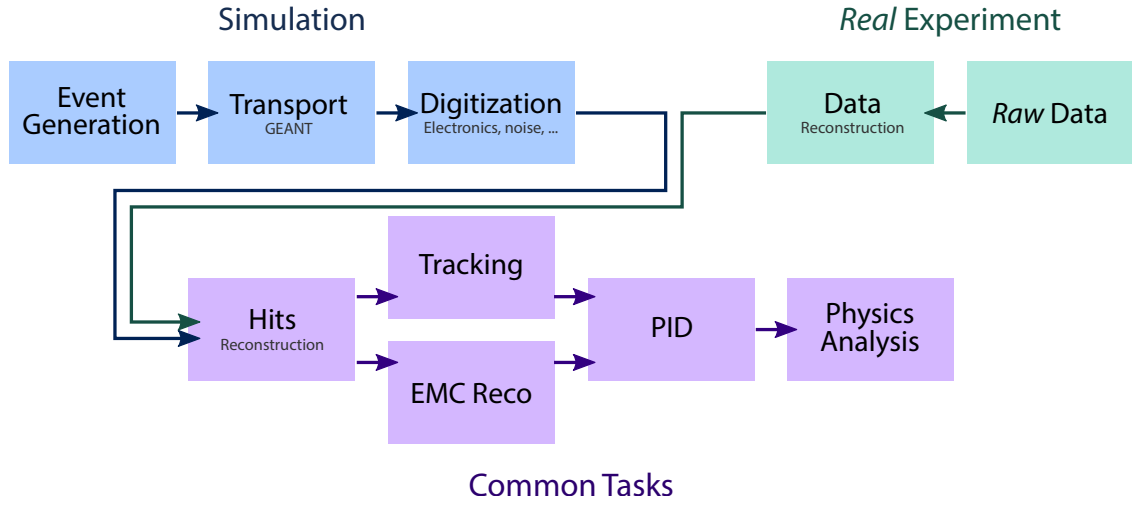 Simulation
Real Experiment
Event
Generation
Transport
GEANT
Digitization
Electronics, noise, ...
Data
Reconstruction
Raw Data
Tracking
Hits
Reconstruction
EMC Reco
PID
Physics
Analysis
Common Tasks